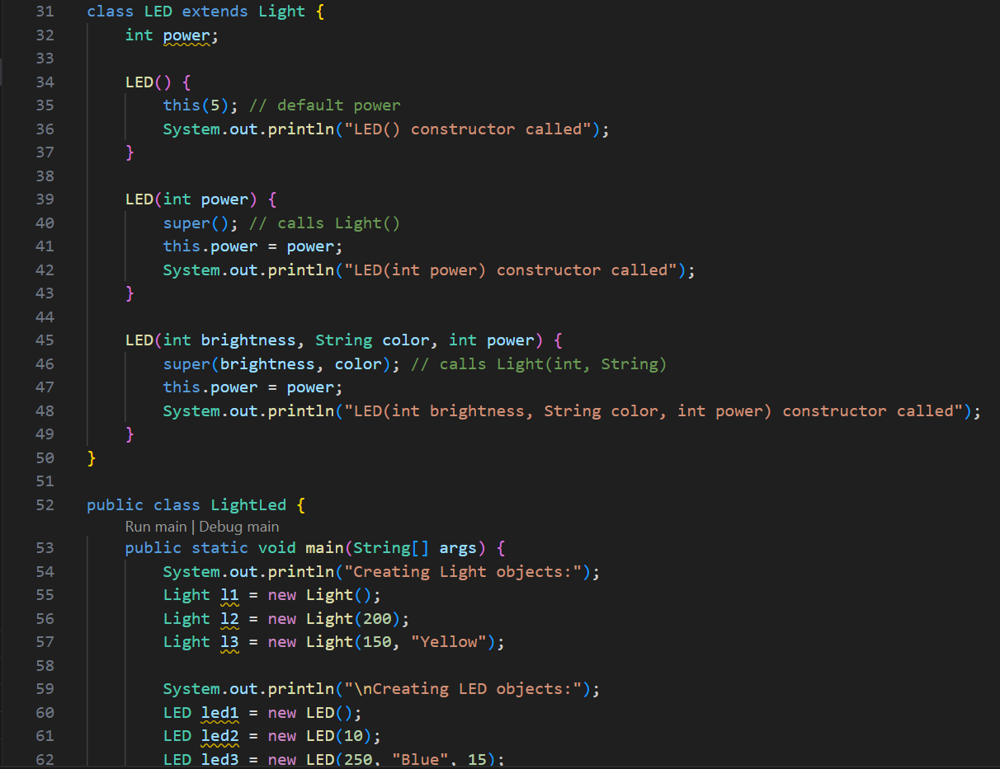 31 class LED extends Light {
32     int power;
33
34     LED() {
35         this(5); // default power
36         System.out.println("LED() constructor called");
37     }
38
39     LED(int power) {
40         super(); // calls Light()
41         this.power = power;
42         System.out.println("LED(int power) constructor called");
43     }
44
45     LED(int brightness, String color, int power) {
46         super(brightness, color); // calls Light(int, String)
47         this.power = power;
48         System.out.println("LED(int brightness, String color, int power) constructor called");
49     }
50 }
51
52 public class LightLed {
Run main | Debug main
53     public static void main(String[] args) {
54         System.out.println("Creating Light objects:");
55         Light l1 = new Light();
56         Light l2 = new Light(200);
57         Light l3 = new Light(150, "Yellow");
58
59         System.out.println("\nCreating LED objects:");
60         LED led1 = new LED();
61         LED led2 = new LED(10);
62         LED led3 = new LED(250, "Blue", 15);